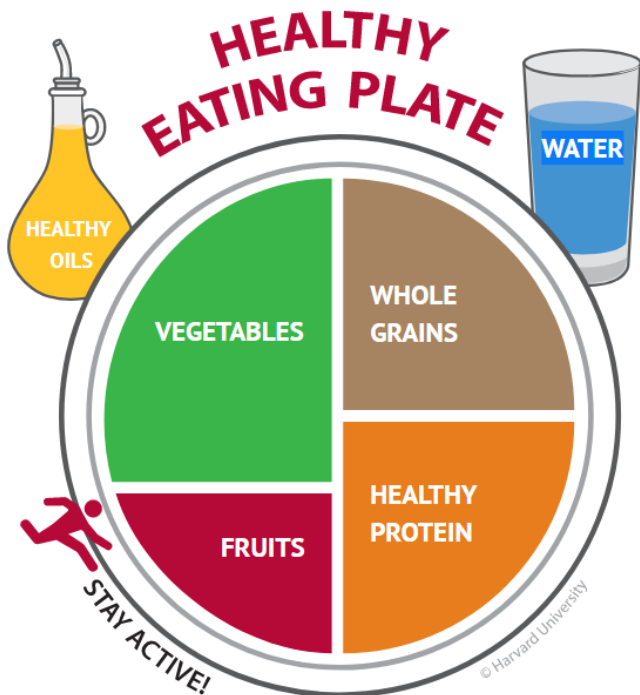 HEALTHY
EATING PLATE
HEALTHY
OILS
WATER
VEGETABLES
WHOLE
GRAINS
FRUITS
HEALTHY
PROTEIN
STAY ACTIVE!
© Harvard University